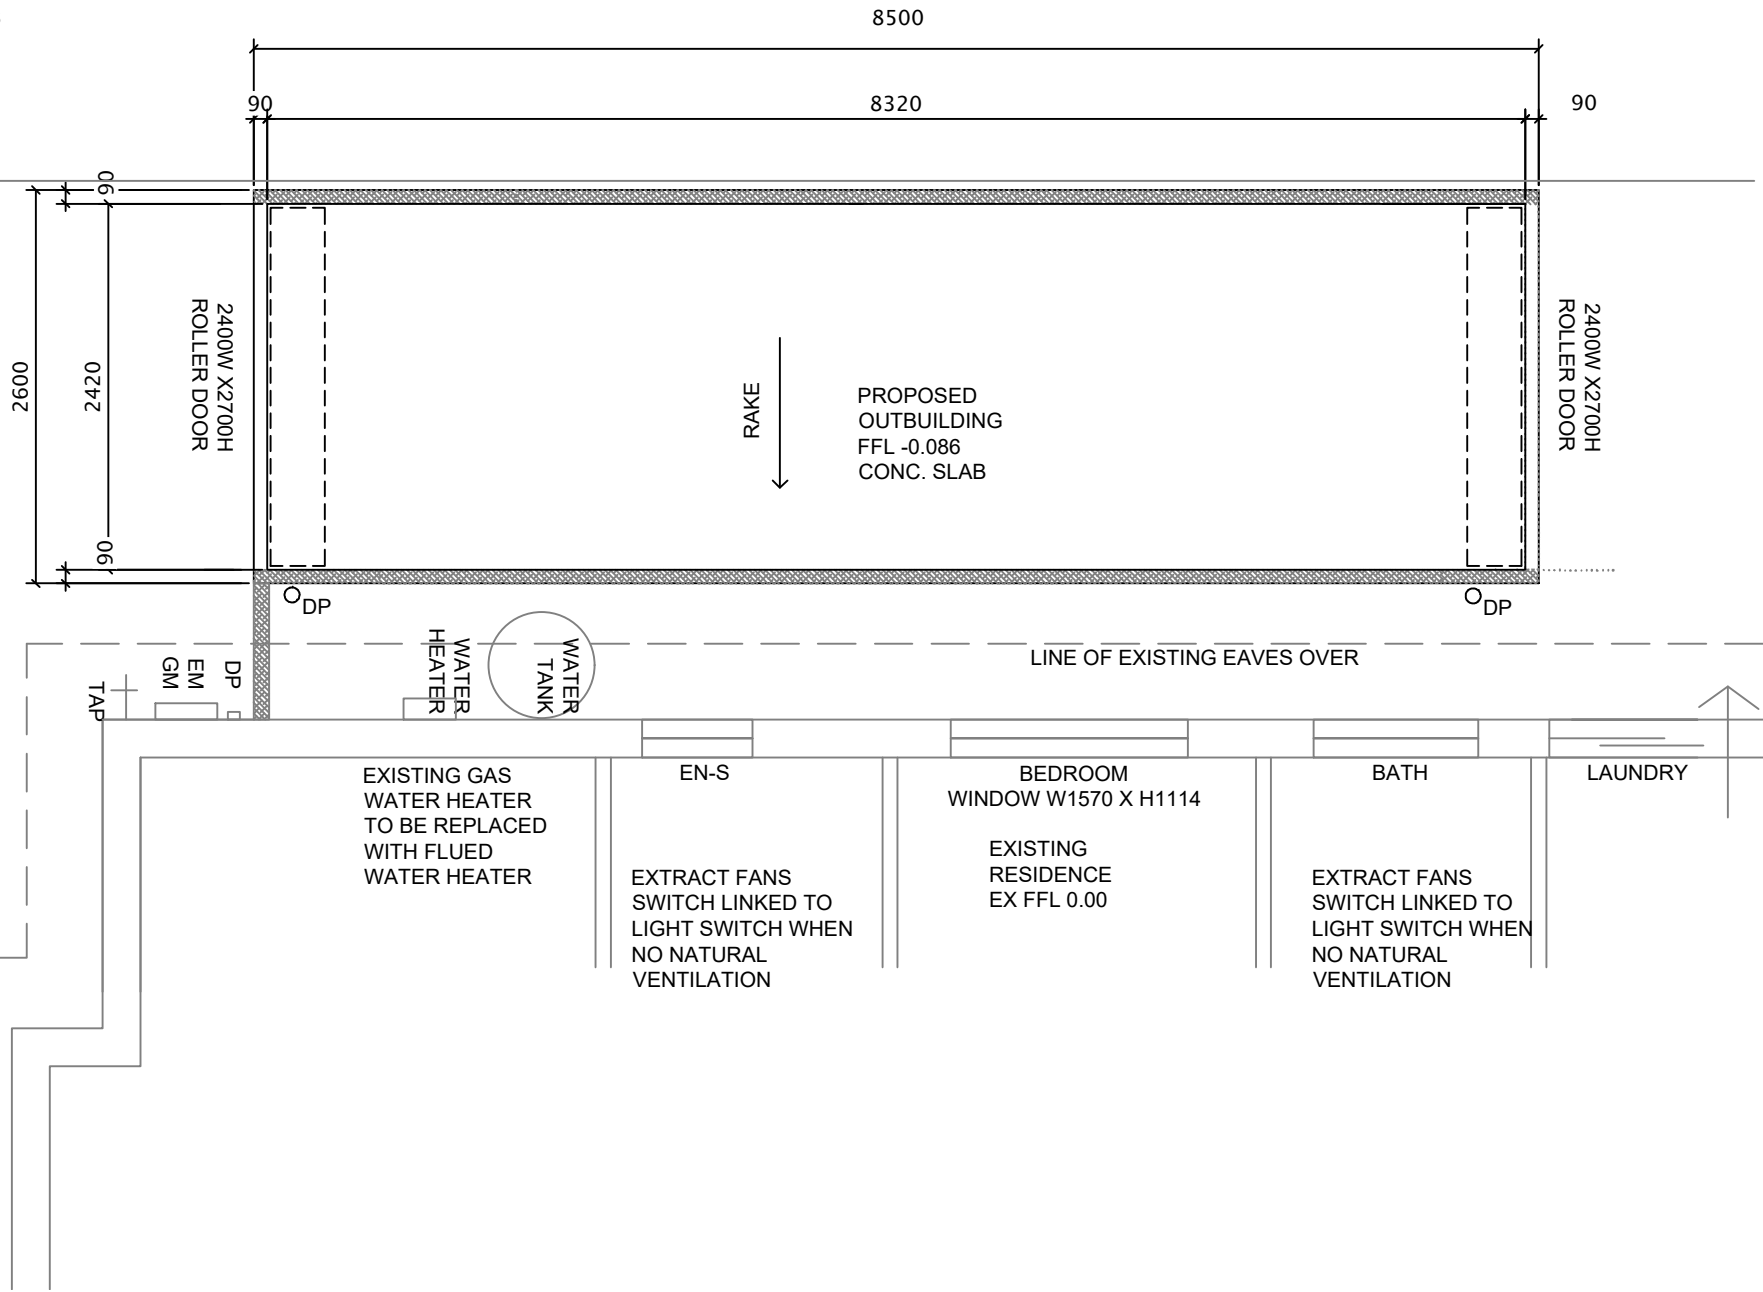 8500
90
8320
90
90
2600
2420
90
2400W X2700H
ROLLER DOOR
RAKE
PROPOSED
OUTBUILDING
FFL -0.086
CONC. SLAB
2400W X2700H
ROLLER DOOR
DP
DP
TAP
GM
EM
DP
WATER
HEATER
WATER
TANK
LINE OF EXISTING EAVES OVER
EXISTING GAS
WATER HEATER
TO BE REPLACED
WITH FLUED
WATER HEATER
EN-S
BEDROOM
WINDOW W1570 X H1114
BATH
LAUNDRY
EXISTING
RESIDENCE
EX FFL 0.00
EXTRACT FANS
SWITCH LINKED TO
LIGHT SWITCH WHEN
NO NATURAL
VENTILATION
EXTRACT FANS
SWITCH LINKED TO
LIGHT SWITCH WHEN
NO NATURAL
VENTILATION